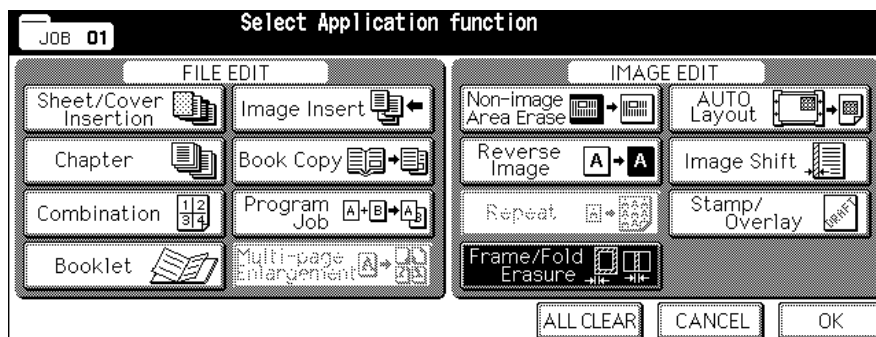 JOB 01
Select Application function
FILE EDIT
Sheet/Cover
Insertion
Image Insert
Chapter
Book Copy
Combination
1 2
3 4
Program
Job
A+B
A
B
Booklet
Multi-page
Enlargement
A
IMAGE EDIT
Non-image
Area Erase
AUTO
Layout
Reverse
Image
A
A
Image Shift
Repeat
A
Stamp/
Overlay
DRAFT
Frame/Fold
Erasure
ALL CLEAR
CANCEL
OK